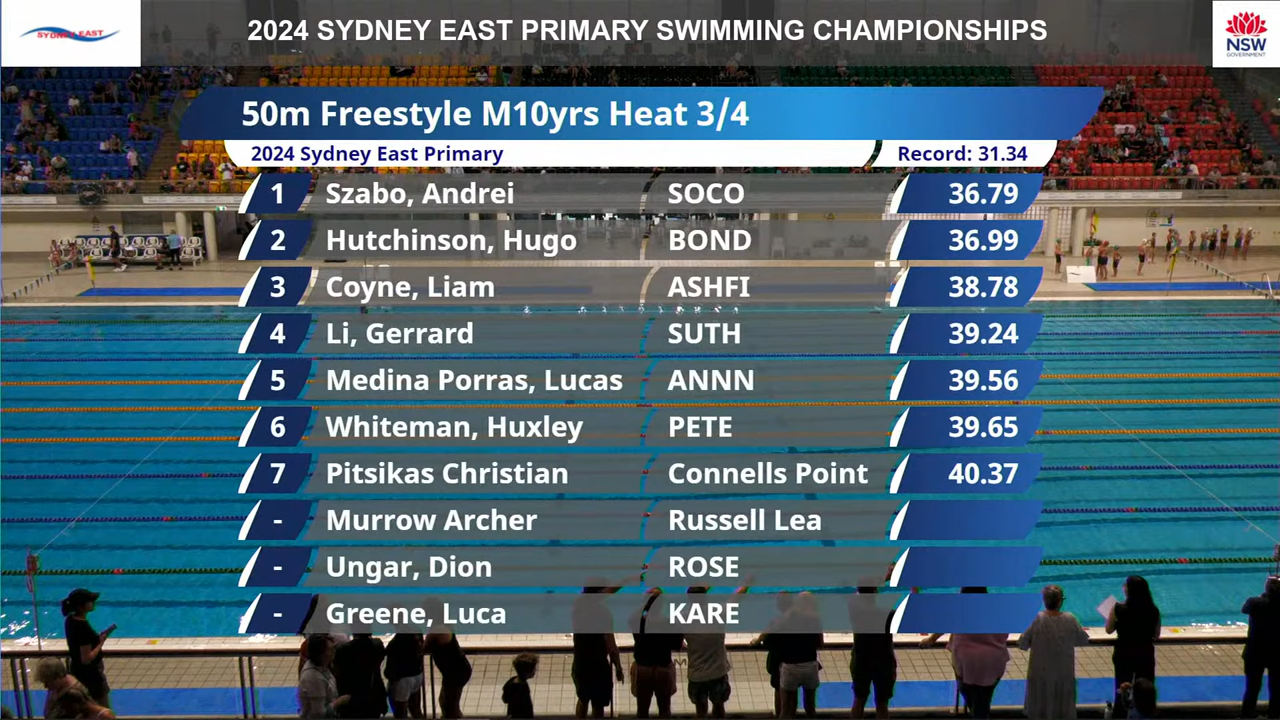 SYDNEY EAST
2024 SYDNEY EAST PRIMARY SWIMMING CHAMPIONSHIPS
NSW
GOVERNMENT
50m Freestyle M10yrs Heat 3/4
2024 Sydney East Primary Record: 31.34
1 Szabo, Andrei SOCO 36.79
2 Hutchinson, Hugo BOND 36.99
3 Coyne, Liam ASHFI 38.78
4 Li, Gerrard SUTH 39.24
5 Medina Porras, Lucas ANNN 39.56
6 Whiteman, Huxley PETE 39.65
7 Pitsikas Christian Connells Point 40.37
- Murrow Archer Russell Lea
- Ungar, Dion ROSE
- Greene, Luca KARE